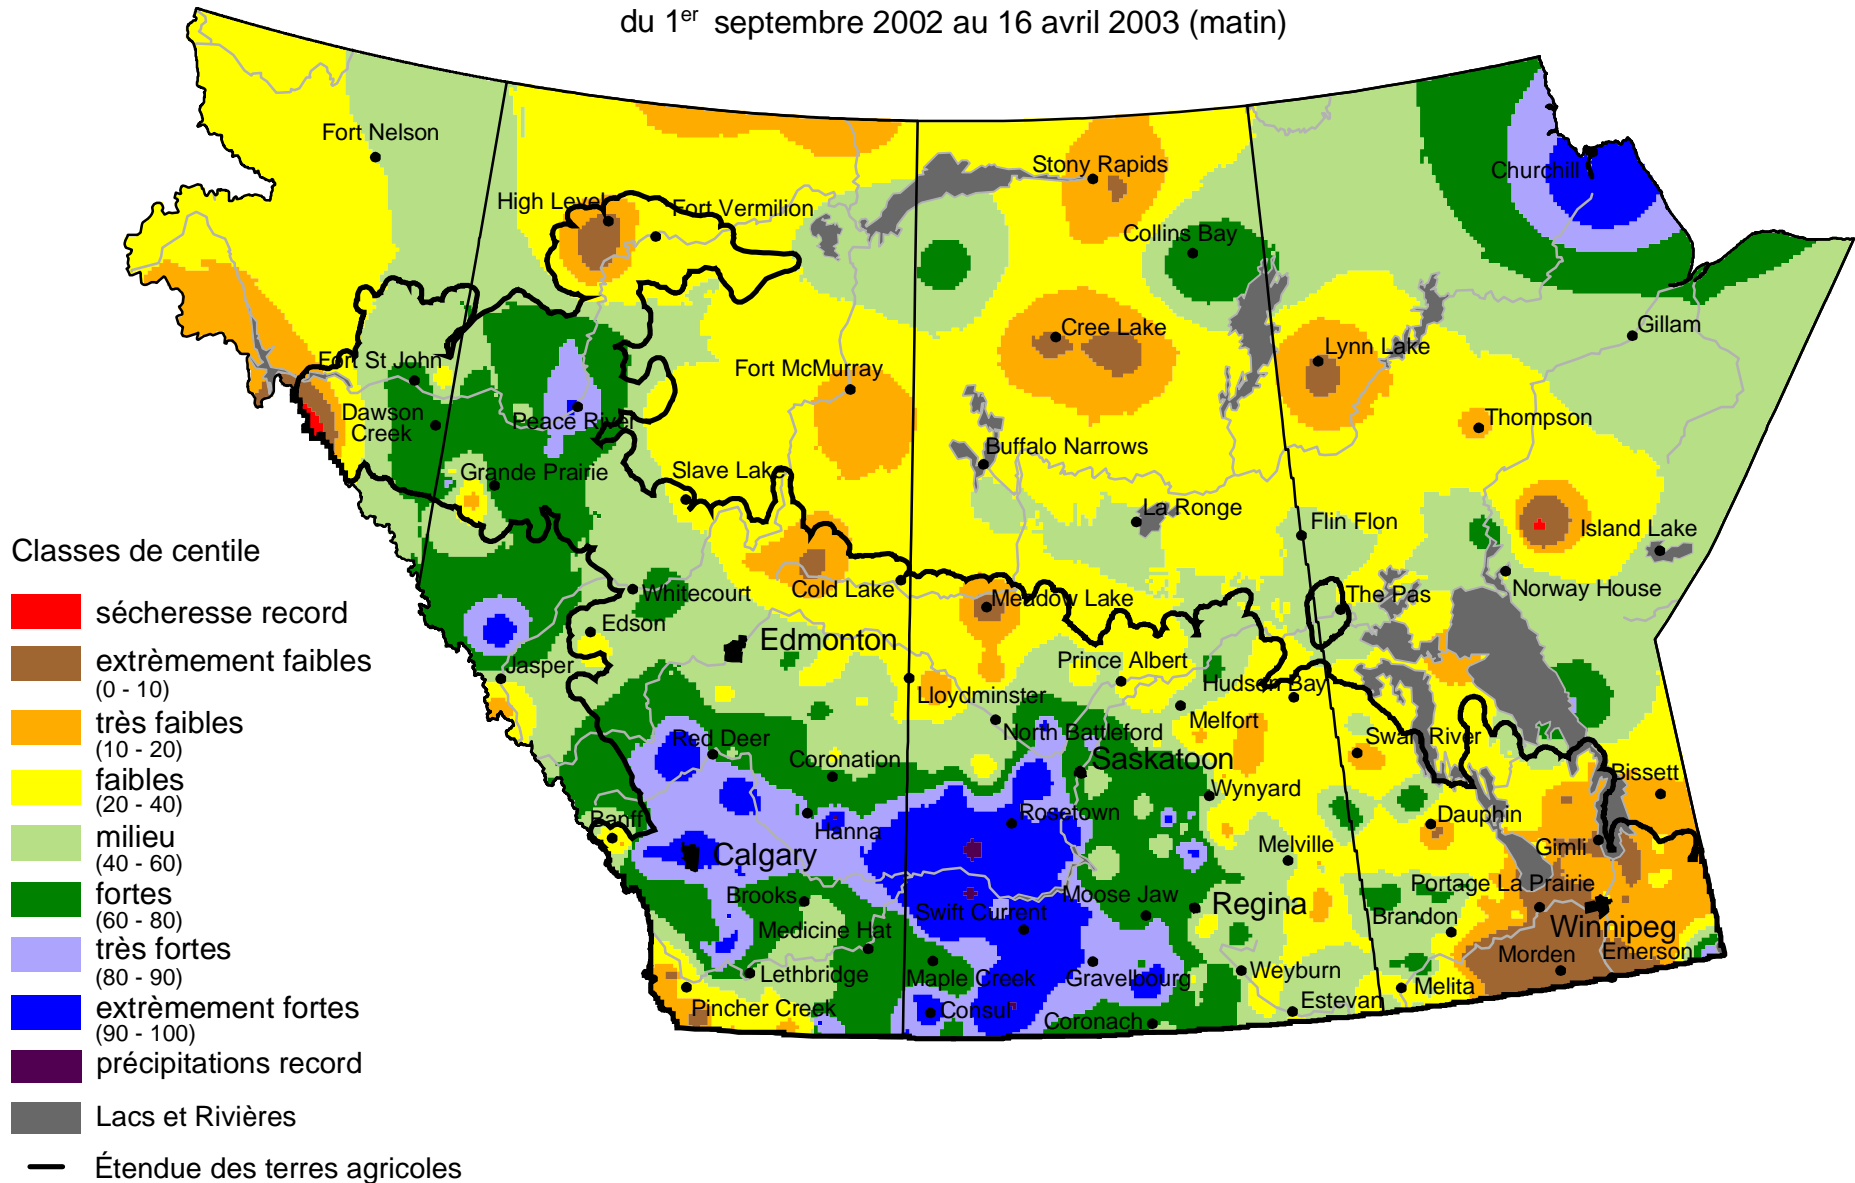 du 1er septembre 2002 au 16 avril 2003 (matin)
Fort Nelson
High Level
Fort Vermilion
Stony Rapids
Collins Bay
Churchill
Fort St John
Dawson
Creek
Peace River
Grande Prairie
Slave Lake
Fort McMurray
Cree Lake
Buffalo Narrows
La Ronge
Lynn Lake
Gillam
Thompson
Flin Flon
Island Lake
Norway House
The Pas
Whitecourt
Edson
Edmonton
Cold Lake
Meadow Lake
Jasper
Lloydminster
Prince Albert
Hudson Bay
Melfort
North Battleford
Red Deer
Coronation
Saskatoon
Swan River
Bissett
Wynyard
Banff
Hanna
Rosetown
Dauphin
Calgary
Melville
Gimli
Brooks
Moose Jaw
Regina
Portage La Prairie
Brandon
Winnipeg
Swift Current
Medicine Hat
Morden
Emerson
Lethbridge
Maple Creek
Gravelbourg
Weyburn
Melita
Pincher Creek
Consul
Coronach
Estevan
Classes de centile
sécheresse record
extrèmement faibles
(0 - 10)
très faibles
(10 - 20)
faibles
(20 - 40)
milieu
(40 - 60)
fortes
(60 - 80)
très fortes
(80 - 90)
extrèmement fortes
(90 - 100)
précipitations record
Lacs et Rivières
Étendue des terres agricoles